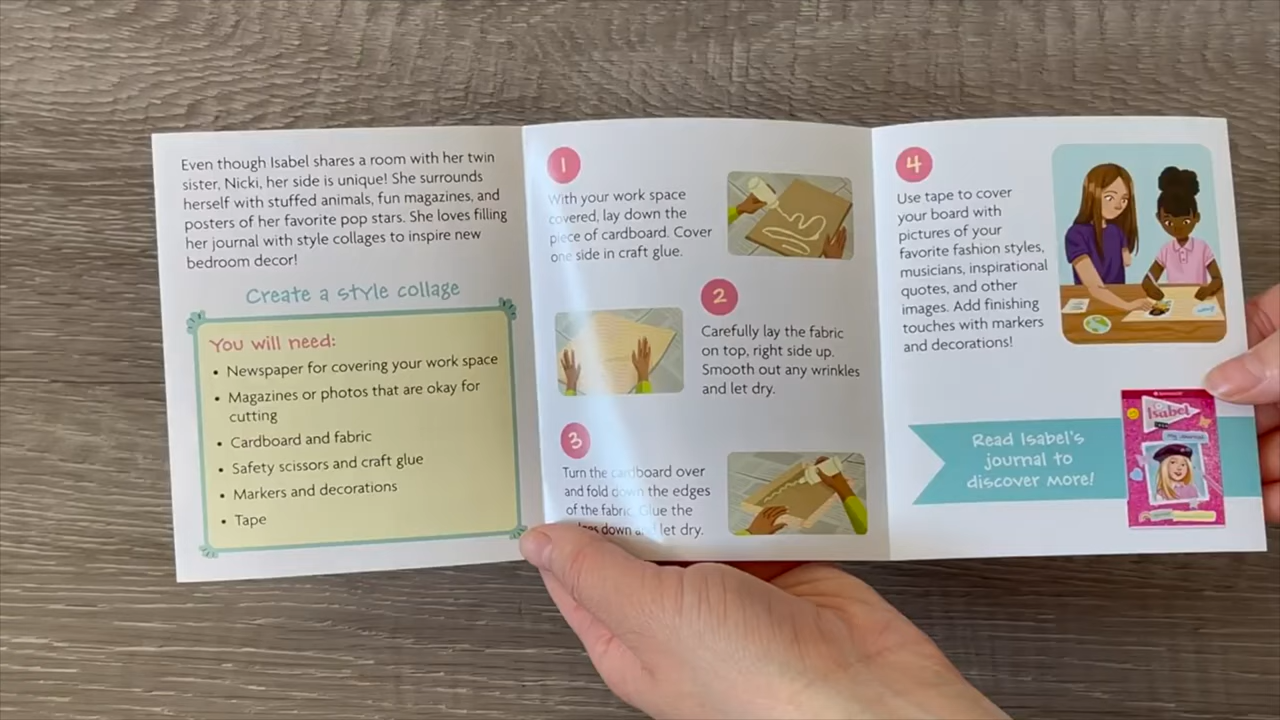 Even though Isabel shares a room with her twin
sister, Nicki, her side is unique! She surrounds
herself with stuffed animals, fun magazines, and
posters of her favorite pop stars. She loves filling
her journal with style collages to inspire new
bedroom decor!
Create a style collage
You will need:
• Newspaper for covering your work space
• Magazines or photos that are okay for
cutting
• Cardboard and fabric
• Safety scissors and craft glue
• Markers and decorations
• Tape
1
With your work space
covered, lay down the
piece of cardboard. Cover
one side in craft glue.
2
Carefully lay the fabric
on top, right side up.
Smooth out any wrinkles
and let dry.
3
Turn the cardboard over
and fold down the edges
of the fabric. Glue the
down and let dry.
4
Use tape to cover
your board with
pictures of your
favorite fashion styles,
musicians, inspirational
quotes, and other
images. Add finishing
touches with markers
and decorations!
Read Isabel's
journal to
discover more!
Isabel